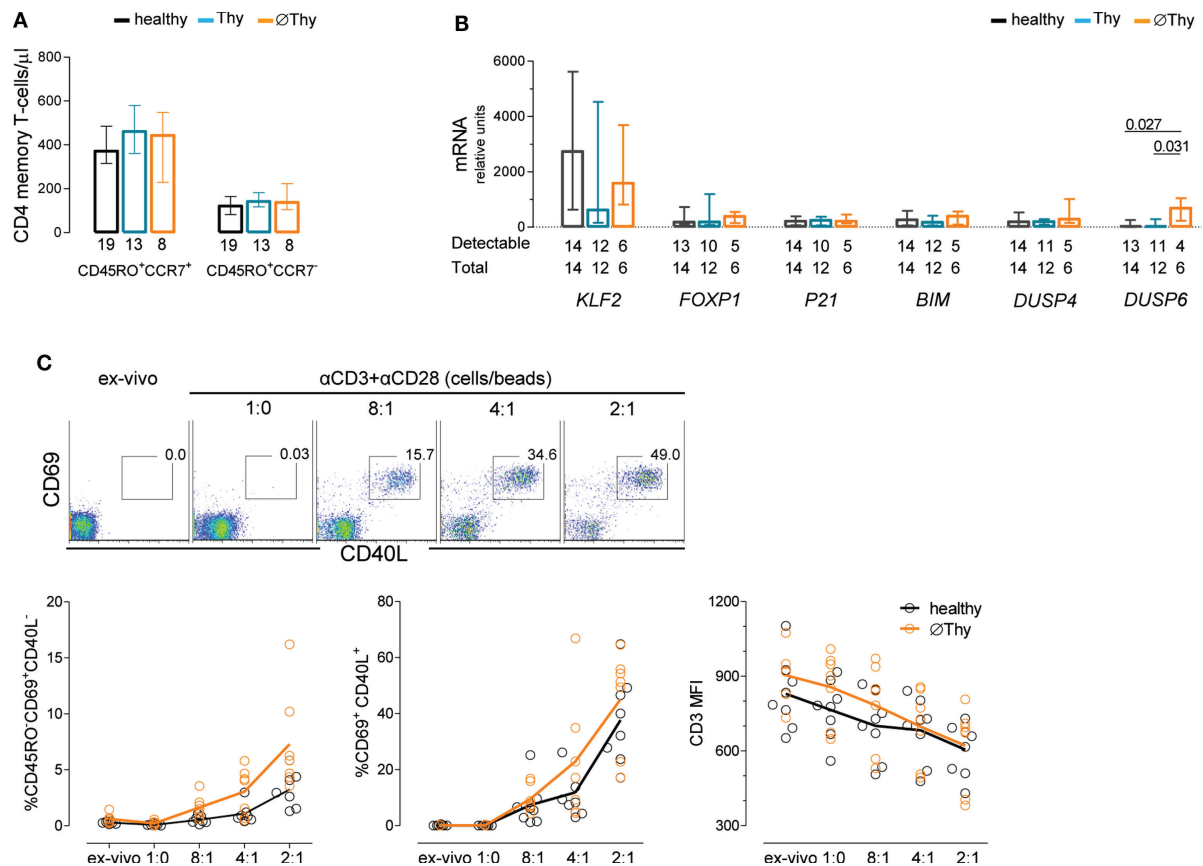 A
healthy Thy ØThy
CD4 memory T-cells/µl
800
600
400
200
0
19 13 8 19 13 8
CD45RO+CCR7+ CD45RO+CCR7-
B
healthy Thy ØThy
mRNA
relative units
6000
4000
2000
0
0.027
0.031
Detectable 14 12 6 13 10 5 14 10 5 14 12 5 14 11 5 13 11 4
Total 14 12 6 14 12 6 14 12 6 14 12 6 14 12 6 14 12 6
KLF2 FOXP1 P21 BIM DUSP4 DUSP6
C
ex-vivo αCD3+αCD28 (cells/beads)
1:0 8:1 4:1 2:1
CD69
0.0 0.03 15.7 34.6 49.0
CD40L
%CD45RO-CD69+CD40L-
20
15
10
5
0
ex-vivo 1:0 8:1 4:1 2:1
%CD69+ CD40L+
80
60
40
20
0
ex-vivo 1:0 8:1 4:1 2:1
CD3 MFI
1200
900
600
300
healthy
ØThy
ex-vivo 1:0 8:1 4:1 2:1